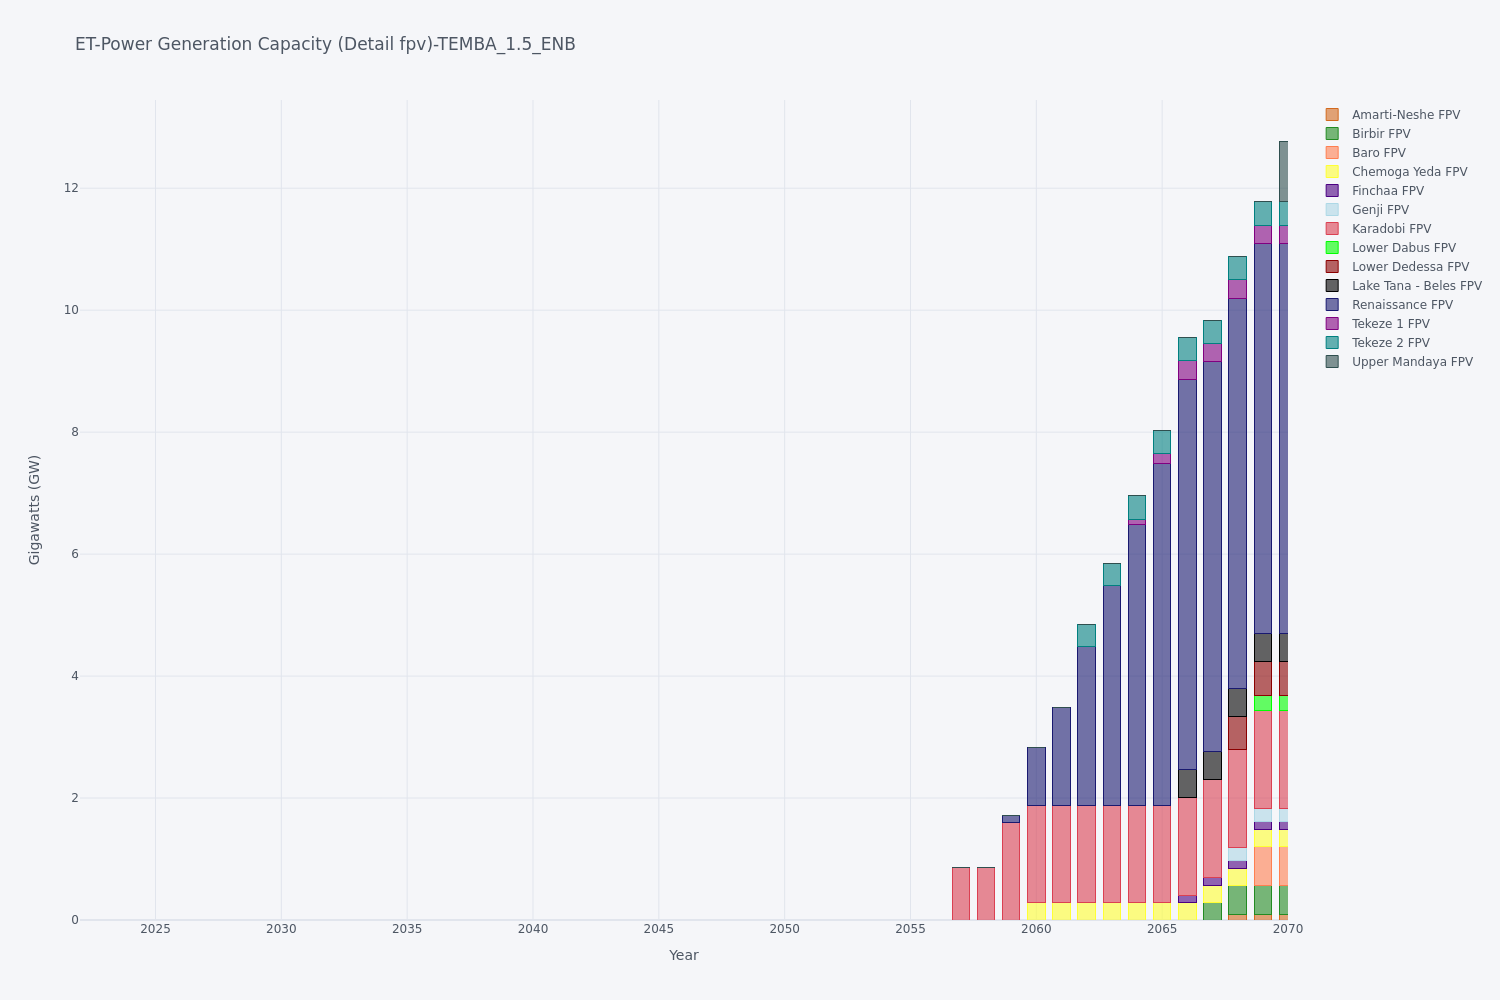 ET-Power Generation Capacity (Detail fpv)-TEMBA_1.5_ENB
Amarti-Neshe FPV
Birbir FPV
Baro FPV
Chemoga Yeda FPV
Finchaa FPV
Genji FPV
Karadobi FPV
Lower Dabus FPV
Lower Dedessa FPV
Lake Tana - Beles FPV
Renaissance FPV
Tekeze 1 FPV
Tekeze 2 FPV
Upper Mandaya FPV
Gigawatts (GW)
12
10
8
6
4
2
0
2025 2030 2035 2040 2045 2050 2055 2060 2065 2070
Year